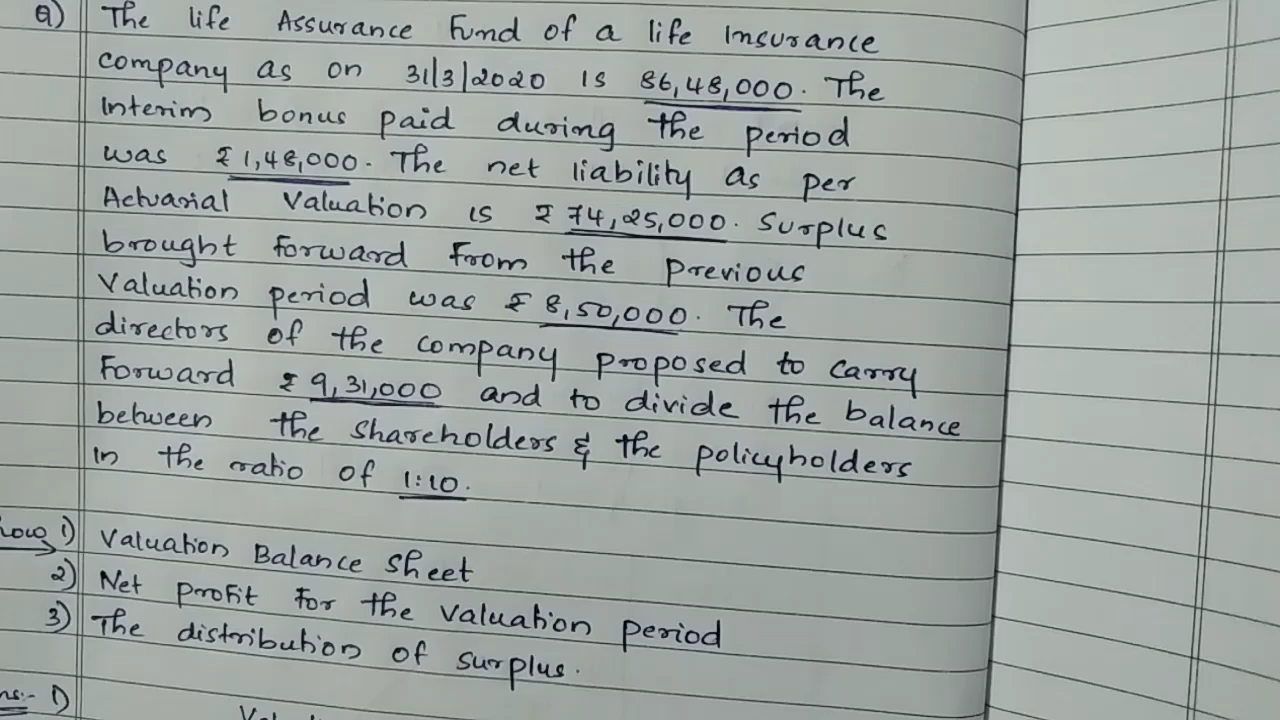 Q) The life Assurance Fund of a life Insurance
company as on 31/3/2020 is 86,48,000. The
Interim bonus paid during the period
was ₹ 1,48,000. The net liability as per
Actuarial Valuation is ₹ 74,25,000. Surplus
brought forward from the previous
Valuation period was ₹ 8,50,000. The
directors of the company proposed to carry
Forward ₹ 9,31,000 and to divide the balance
between the shareholders & the policyholders
in the ratio of 1:10.
1) Valuation Balance Sheet
2) Net profit for the valuation period
3) The distribution of surplus.
ns:- 1)